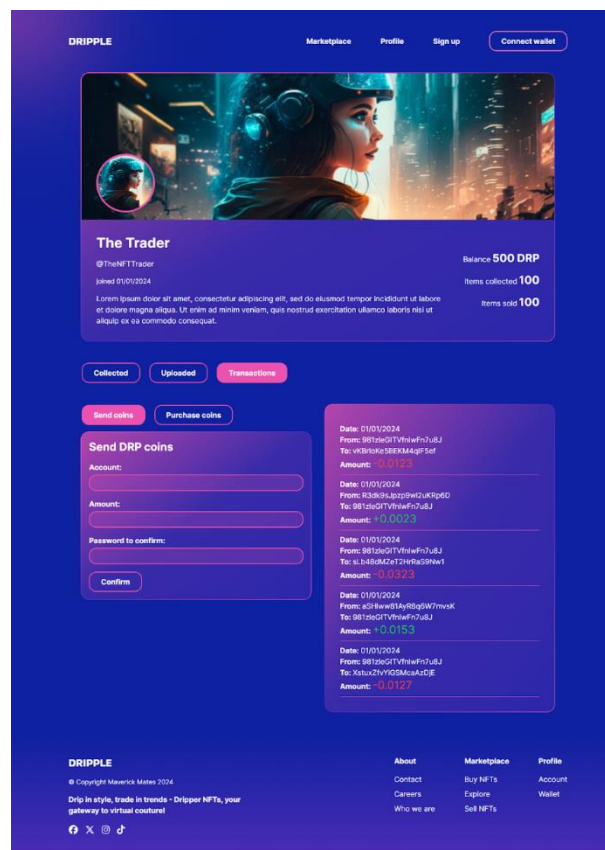 DRIPPLE
Marketplace Profile Sign up Connect wallet
The Trader
@TheNFTTrader
joined 01/01/2024
Lorem ipsum dolor sit amet, consectetur adipiscing elit, sed do eiusmod tempor incididunt ut labore
et dolore magna aliqua. Ut enim ad minim veniam, quis nostrud exercitation ullamco laboris nisi ut
aliquip ex ea commodo consequat.
Balance 500 DRP
Items collected 100
Items sold 100
Collected Uploaded Transactions
Send coins Purchase coins
Send DRP coins
Account:
Amount:
Password to confirm:
Confirm
Date: 01/01/2024
From: 981zleGITVfnlwFn7u8J
To: vKBrloKe5BEKM4qIF5ef
Amount: -0.0123
Date: 01/01/2024
From: R3dk9sJpzp9wI2uKRp6D
To: 981zleGITVfnlwFn7u8J
Amount: +0.0023
Date: 01/01/2024
From: 981zleGITVfnlwFn7u8J
To: sLb48dMZeT2HrRaS9Nw1
Amount: -0.0323
Date: 01/01/2024
From: aSHlww81AyR8q6W7mvsK
To: 981zleGITVfnlwFn7u8J
Amount: +0.0153
Date: 01/01/2024
From: 981zleGITVfnlwFn7u8J
To: XstuxZfvYiGSMcaAzDjE
Amount: -0.0127
DRIPPLE
© Copyright Maverick Mates 2024
Drip in style, trade in trends - Dripper NFTs, your
gateway to virtual couture!
About
Contact
Careers
Who we are
Marketplace
Buy NFTs
Explore
Sell NFTs
Profile
Account
Wallet